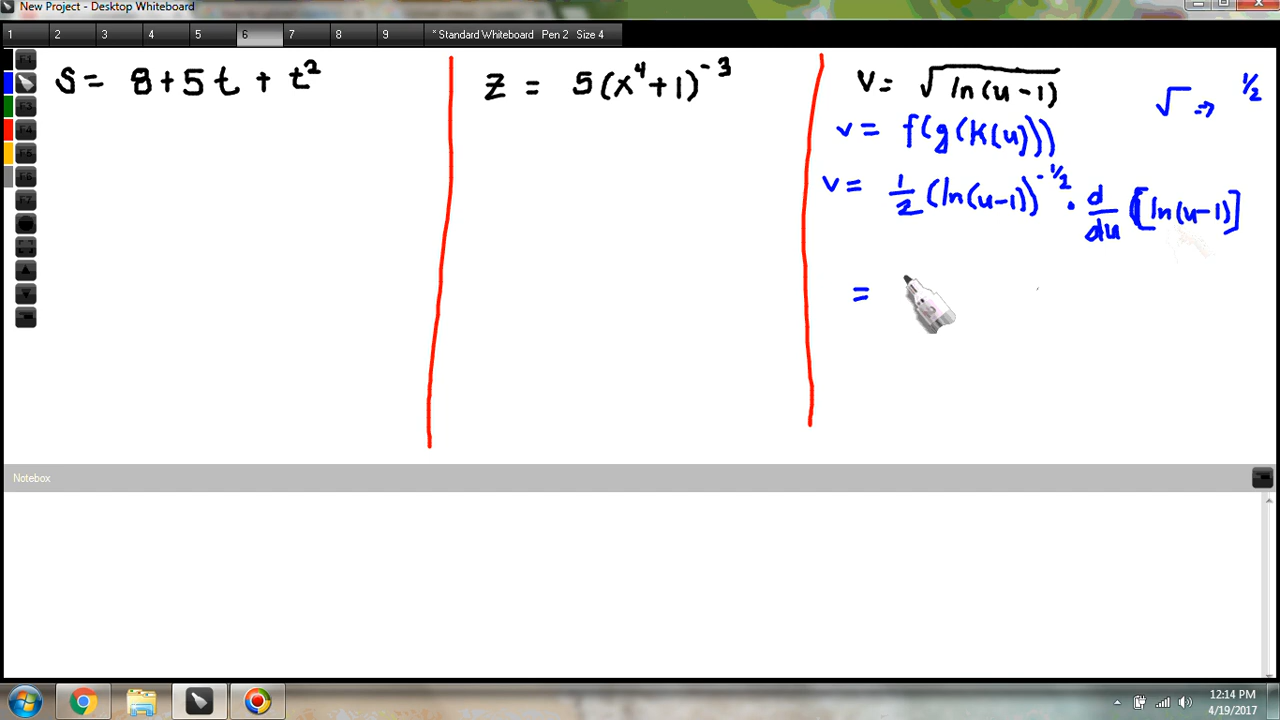 New Project - Desktop Whiteboard
1 2 3 4 5 6 7 8 9 * Standard Whiteboard Pen 2 Size 4
S = 8 + 5t + t²
z = 5(x⁴+1)⁻³
V = √ln(u-1)
√ ⇒ 1/2
v = f(g(k(u)))
v = 1/2 (ln(u-1))^-1/2 · d/du [ln(u-1)]
=
Notebox
12:14 PM
4/19/2017